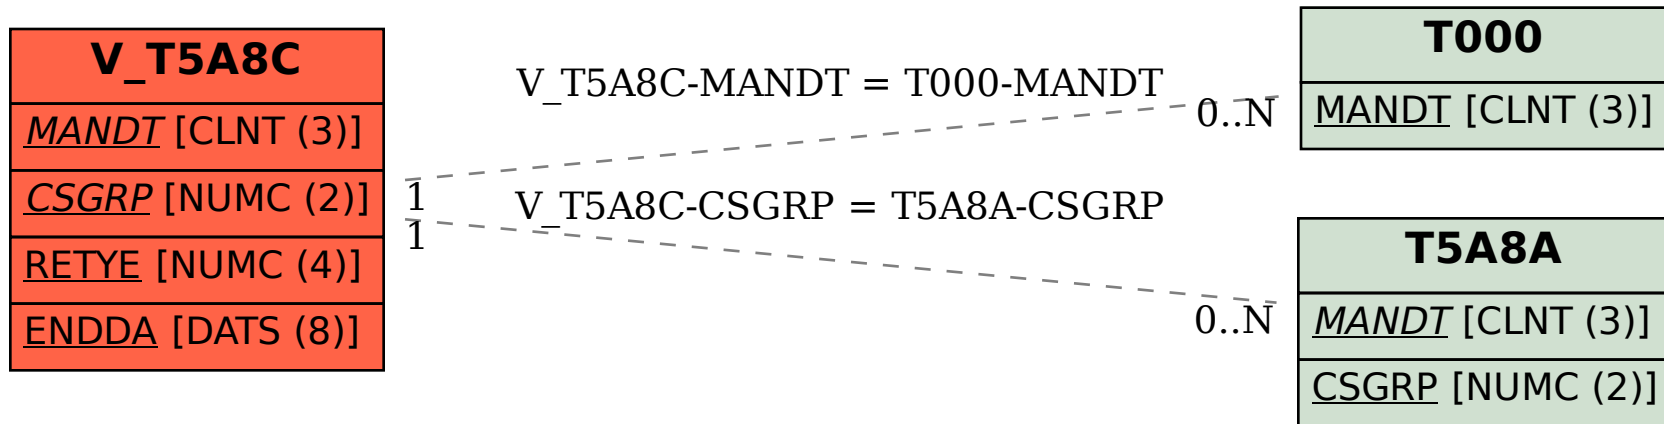 V_T5A8C
MANDT [CLNT (3)]
CSGRP [NUMC (2)]
RETYE [NUMC (4)]
ENDDA [DATS (8)]
V_T5A8C-MANDT = T000-MANDT
0..N
1
V_T5A8C-CSGRP = T5A8A-CSGRP
1
0..N
T000
MANDT [CLNT (3)]
T5A8A
MANDT [CLNT (3)]
CSGRP [NUMC (2)]